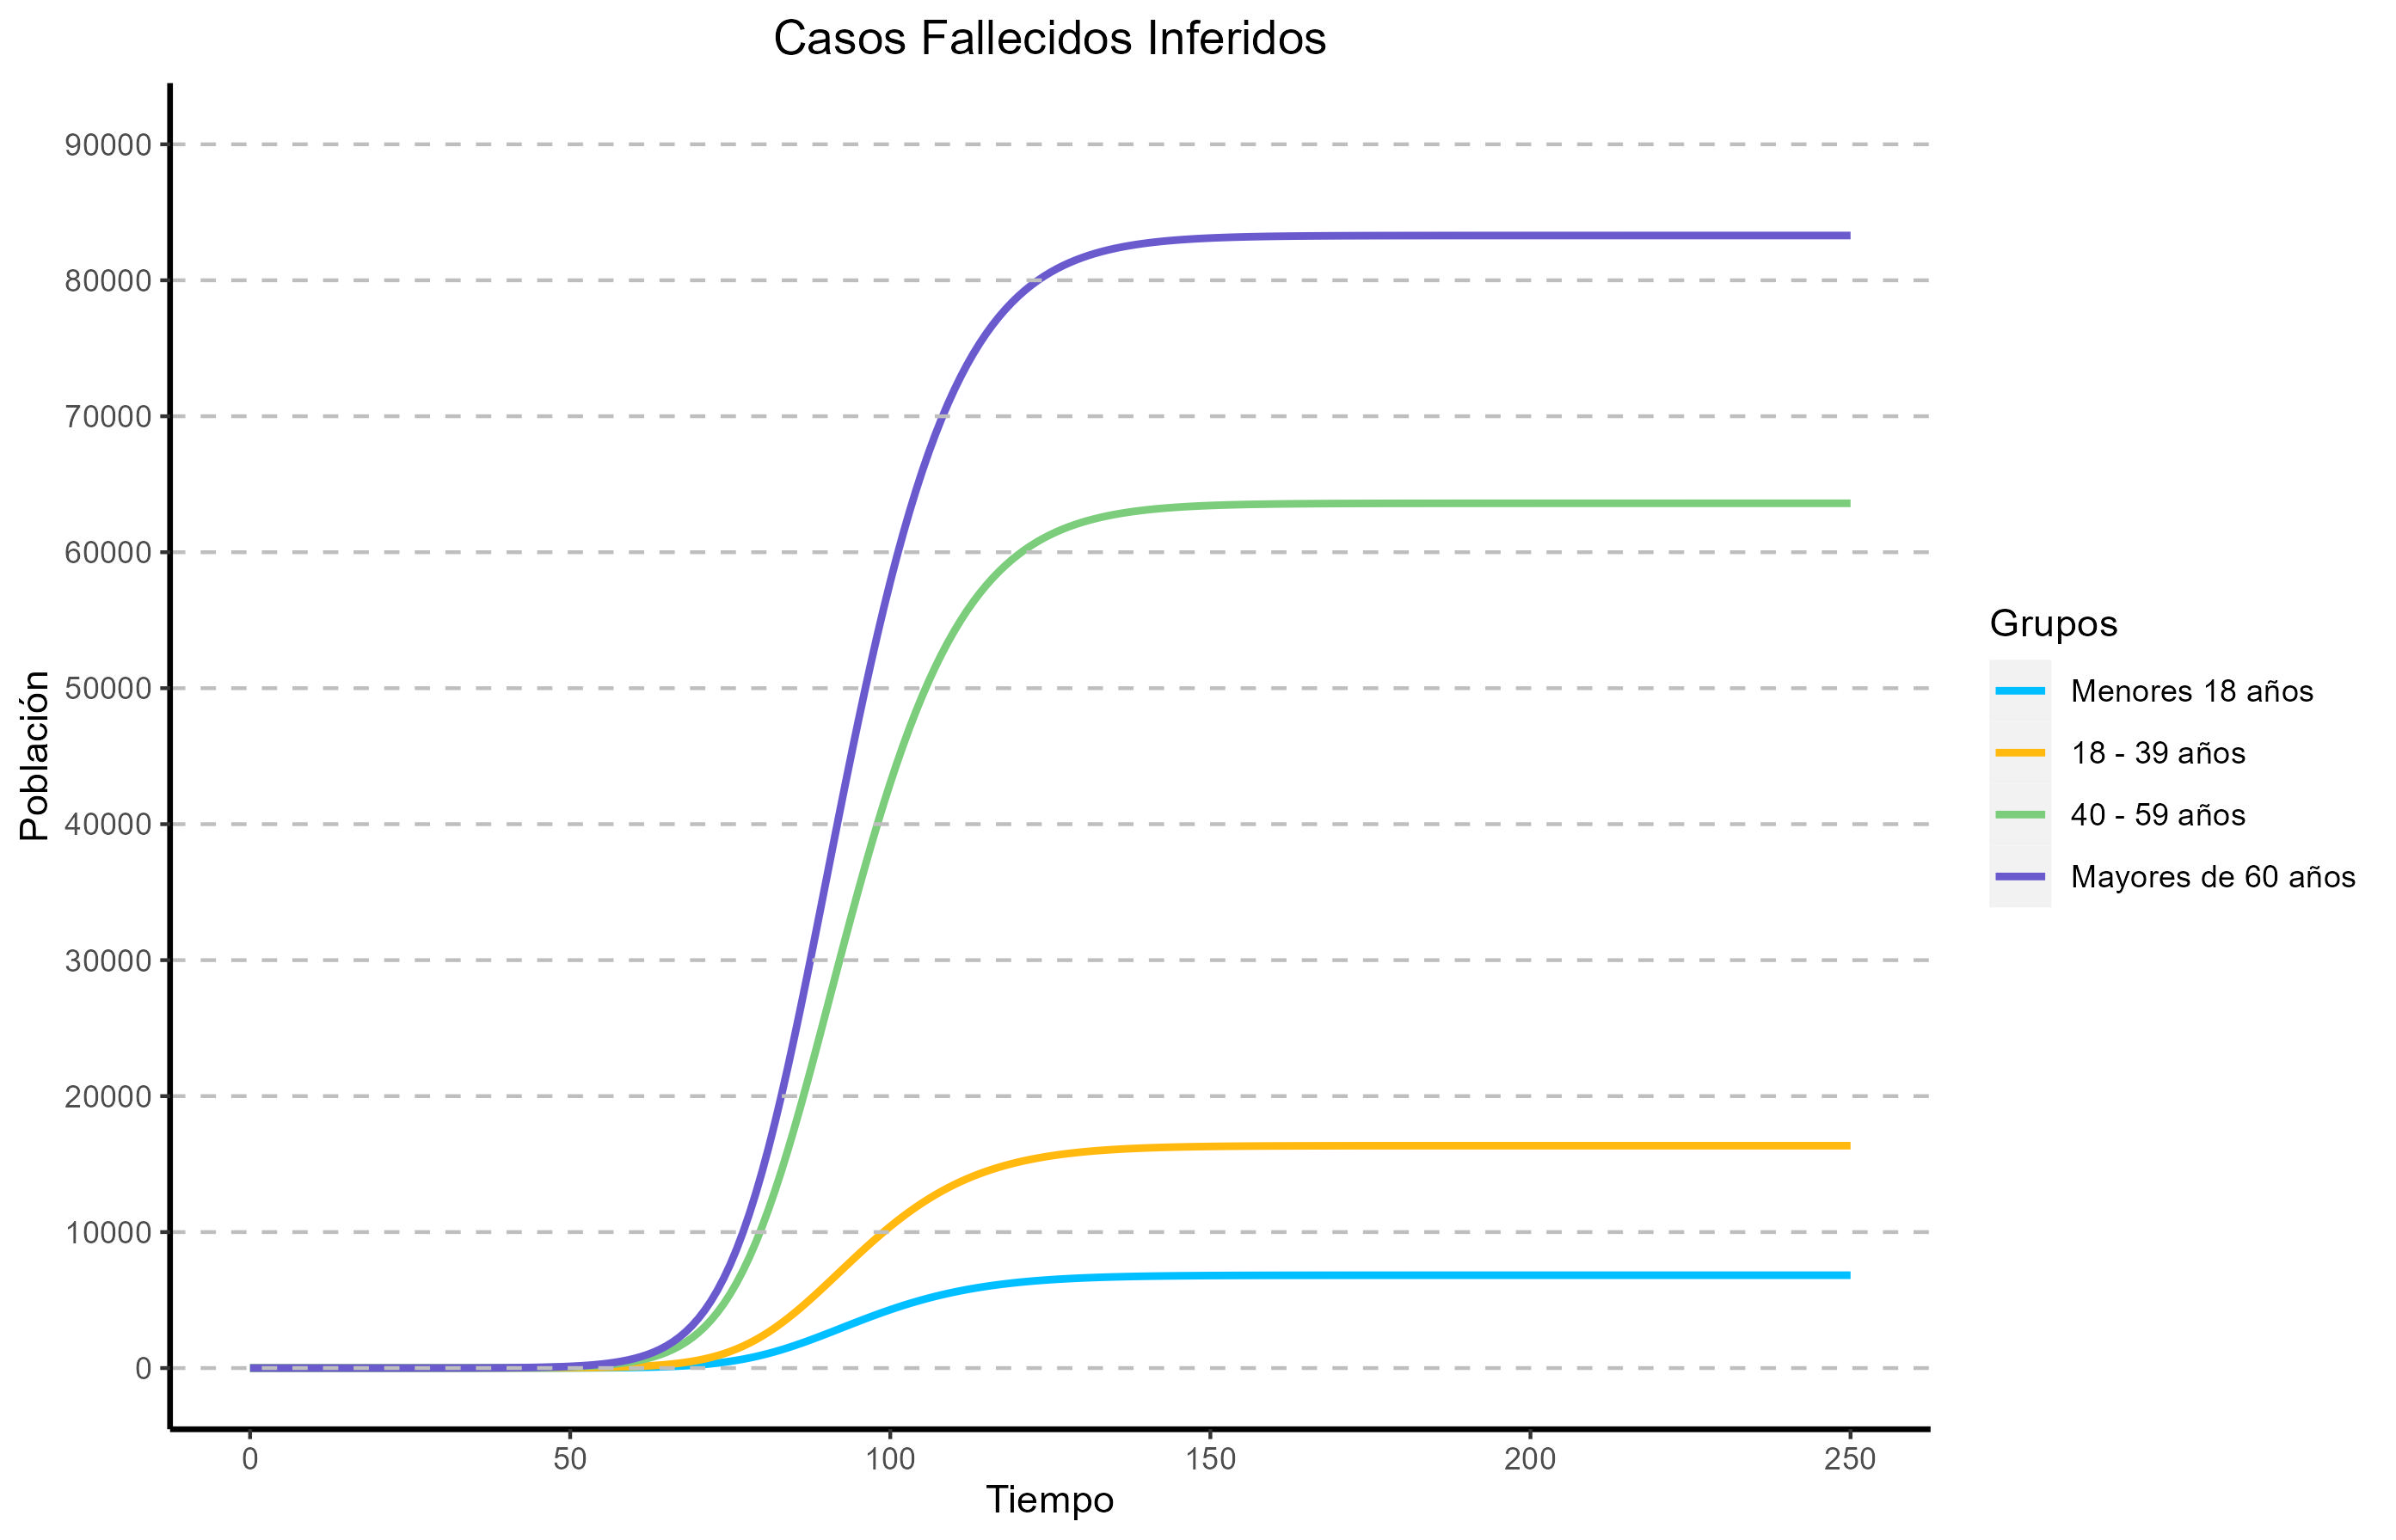 Casos Fallecidos Inferidos
Población
90000
80000
70000
60000
50000
40000
30000
20000
10000
0
0 50 100 150 200 250
Tiempo
Grupos
Menores 18 años
18 - 39 años
40 - 59 años
Mayores de 60 años